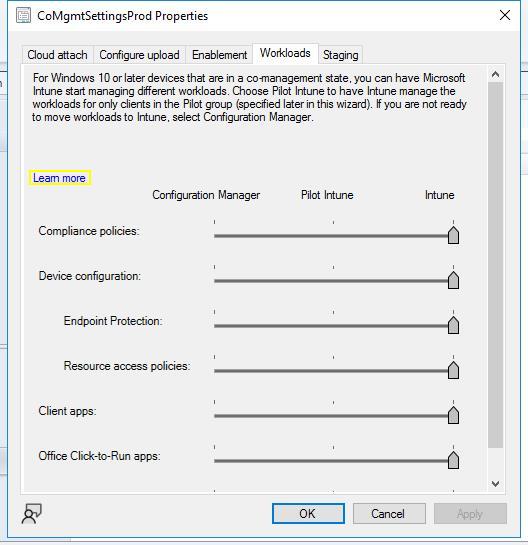 CoMgmtSettingsProd Properties
Cloud attach
Configure upload
Enablement
Workloads
Staging
For Windows 10 or later devices that are in a co-management state, you can have Microsoft
Intune start managing different workloads. Choose Pilot Intune to have Intune manage the
workloads for only clients in the Pilot group (specified later in this wizard). If you are not ready
to move workloads to Intune, select Configuration Manager.
Learn more
Configuration Manager
Pilot Intune
Intune
Compliance policies:
Device configuration:
Endpoint Protection:
Resource access policies:
Client apps:
Office Click-to-Run apps:
OK
Cancel
Apply